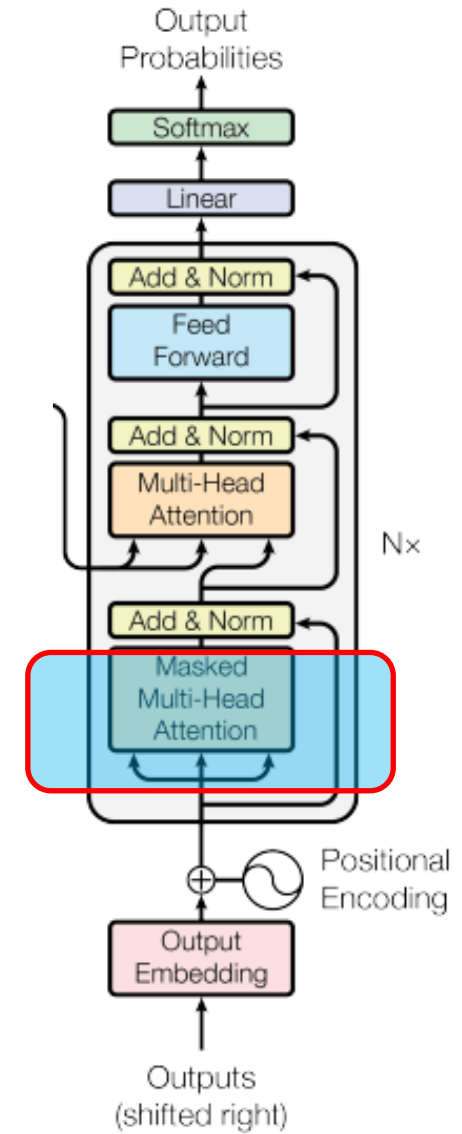 Output
Probabilities
Softmax
Linear
Add & Norm
Feed
Forward
Add & Norm
Multi-Head
Attention
N×
Add & Norm
Masked
Multi-Head
Attention
Positional
Encoding
Output
Embedding
Outputs
(shifted right)